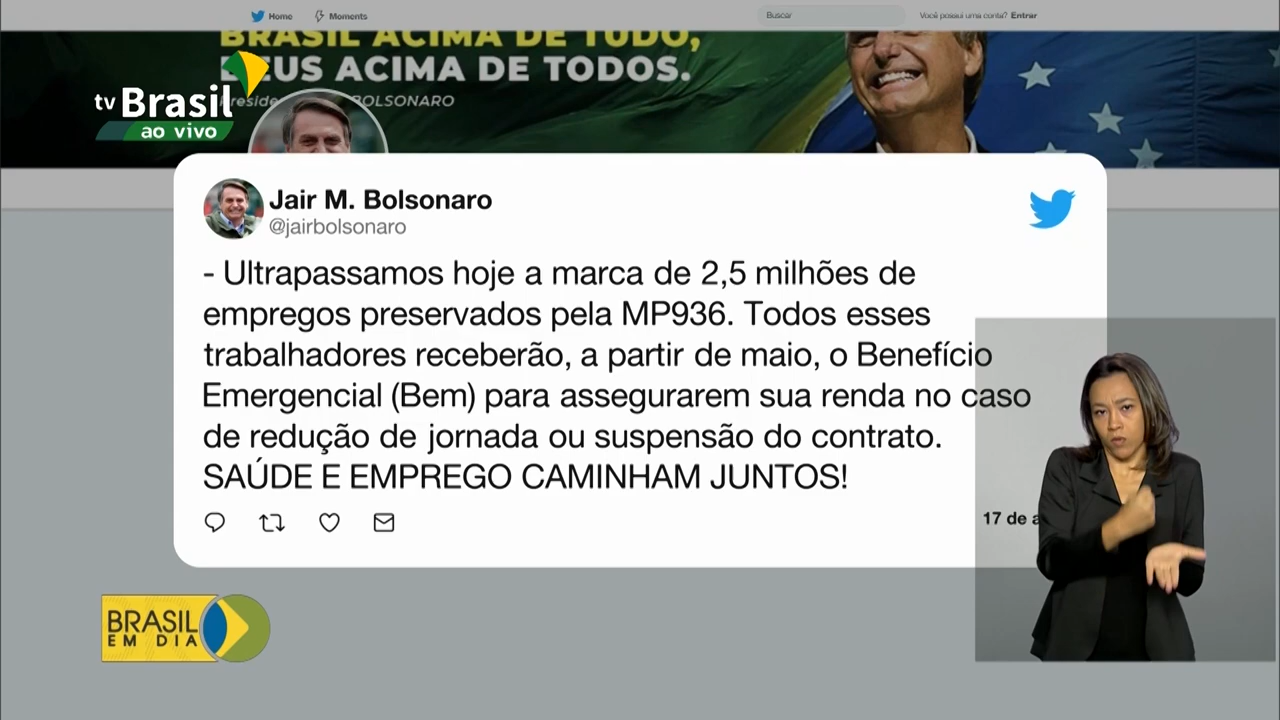 Home Moments Buscar Você possui uma conta? Entrar
BRASIL ACIMA DE TUDO,
DEUS ACIMA DE TODOS.
BOLSONARO
tv Brasil
ao vivo
Jair M. Bolsonaro
@jairbolsonaro
- Ultrapassamos hoje a marca de 2,5 milhões de
empregos preservados pela MP936. Todos esses
trabalhadores receberão, a partir de maio, o Benefício
Emergencial (Bem) para assegurarem sua renda no caso
de redução de jornada ou suspensão do contrato.
SAÚDE E EMPREGO CAMINHAM JUNTOS!
17 de a
BRASIL
EM DIA